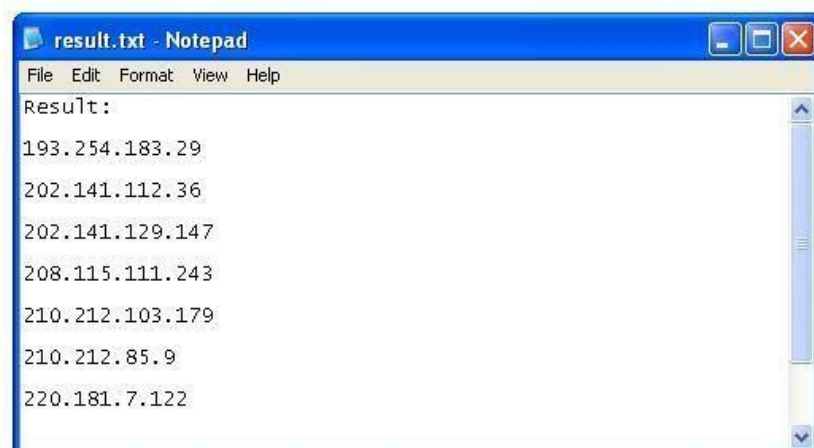 result.txt - Notepad
File Edit Format View Help
Result:
193.254.183.29
202.141.112.36
202.141.129.147
208.115.111.243
210.212.103.179
210.212.85.9
220.181.7.122